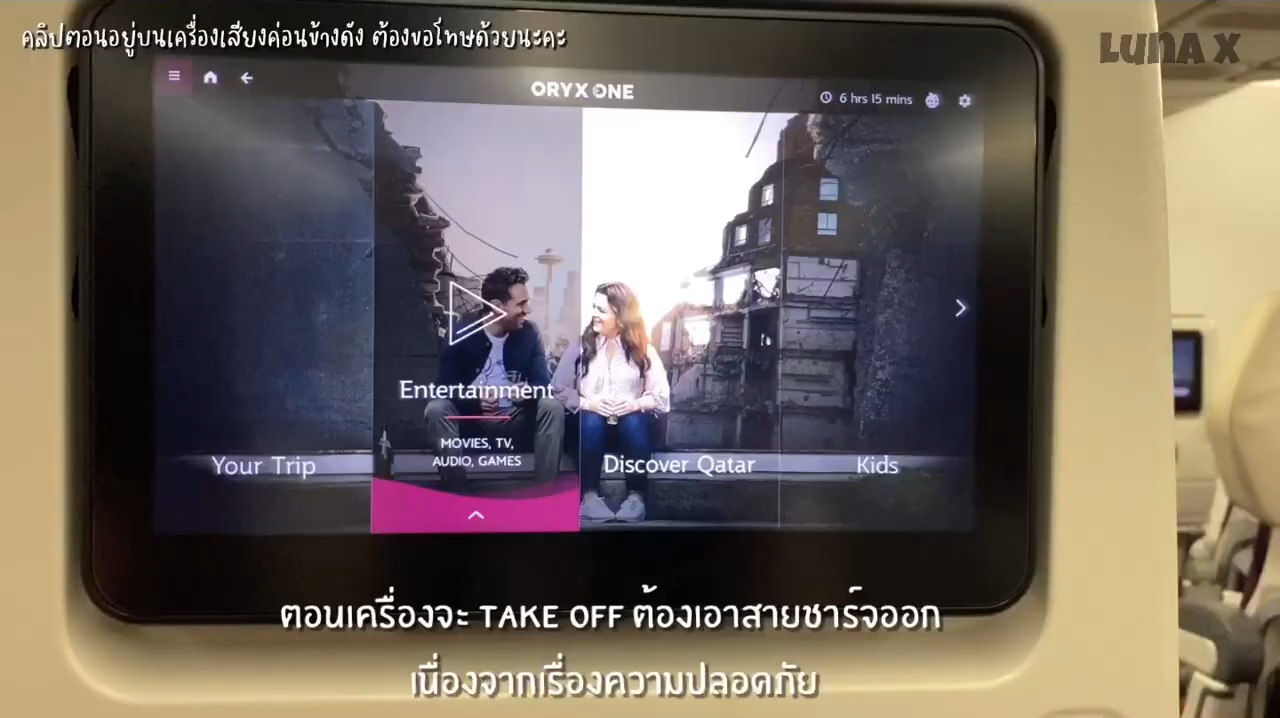 คลิปตอนอยู่บนเครื่องเสียงค่อนข้างดัง ต้องขอโทษด้วยนะคะ
LUNA X
ORYX ONE
6 hrs 15 mins
Entertainment
MOVIES, TV,
AUDIO, GAMES
Your Trip
Discover Qatar
Kids
ตอนเครื่องจะ TAKE OFF ต้องเอาสายชาร์จออก
เนื่องจากเรื่องความปลอดภัย